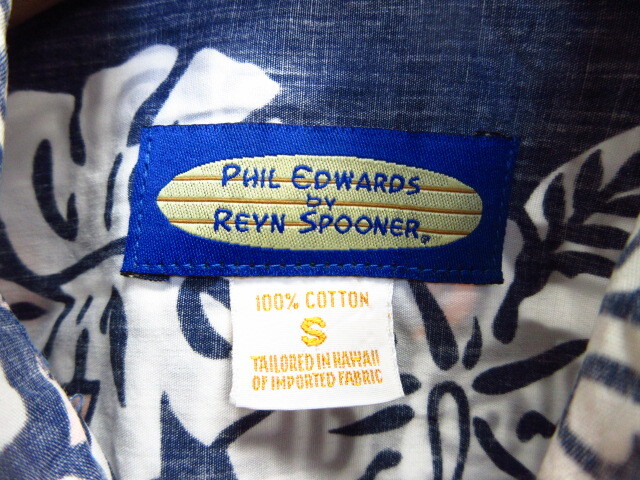 PHIL EDWARDS
BY
REYN SPOONER
100% COTTON
S
TAILORED IN HAWAII
OF IMPORTED FABRIC